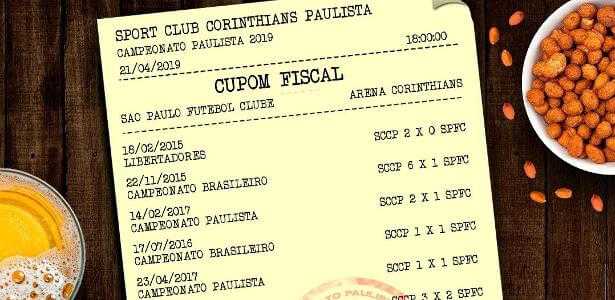 SPORT CLUB CORINTHIANS PAULISTA
CAMPEONATO PAULISTA 2019
21/04/2019 18:00:00
CUPOM FISCAL
SAO PAULO FUTEBOL CLUBE ARENA CORINTHIANS
18/02/2015
LIBERTADORES SCCP 2 X 0 SPFC
22/11/2015
CAMPEONATO BRASILEIRO SCCP 6 X 1 SPFC
14/02/2017
CAMPEONATO PAULISTA SCCP 2 X 1 SPFC
17/07/2016
CAMPEONATO BRASILEIRO SCCP 1 X 1 SPFC
23/04/2017
CAMPEONATO PAULISTA SCCP 1 X 1 SPFC
SCCP 3 X 2 SPFC